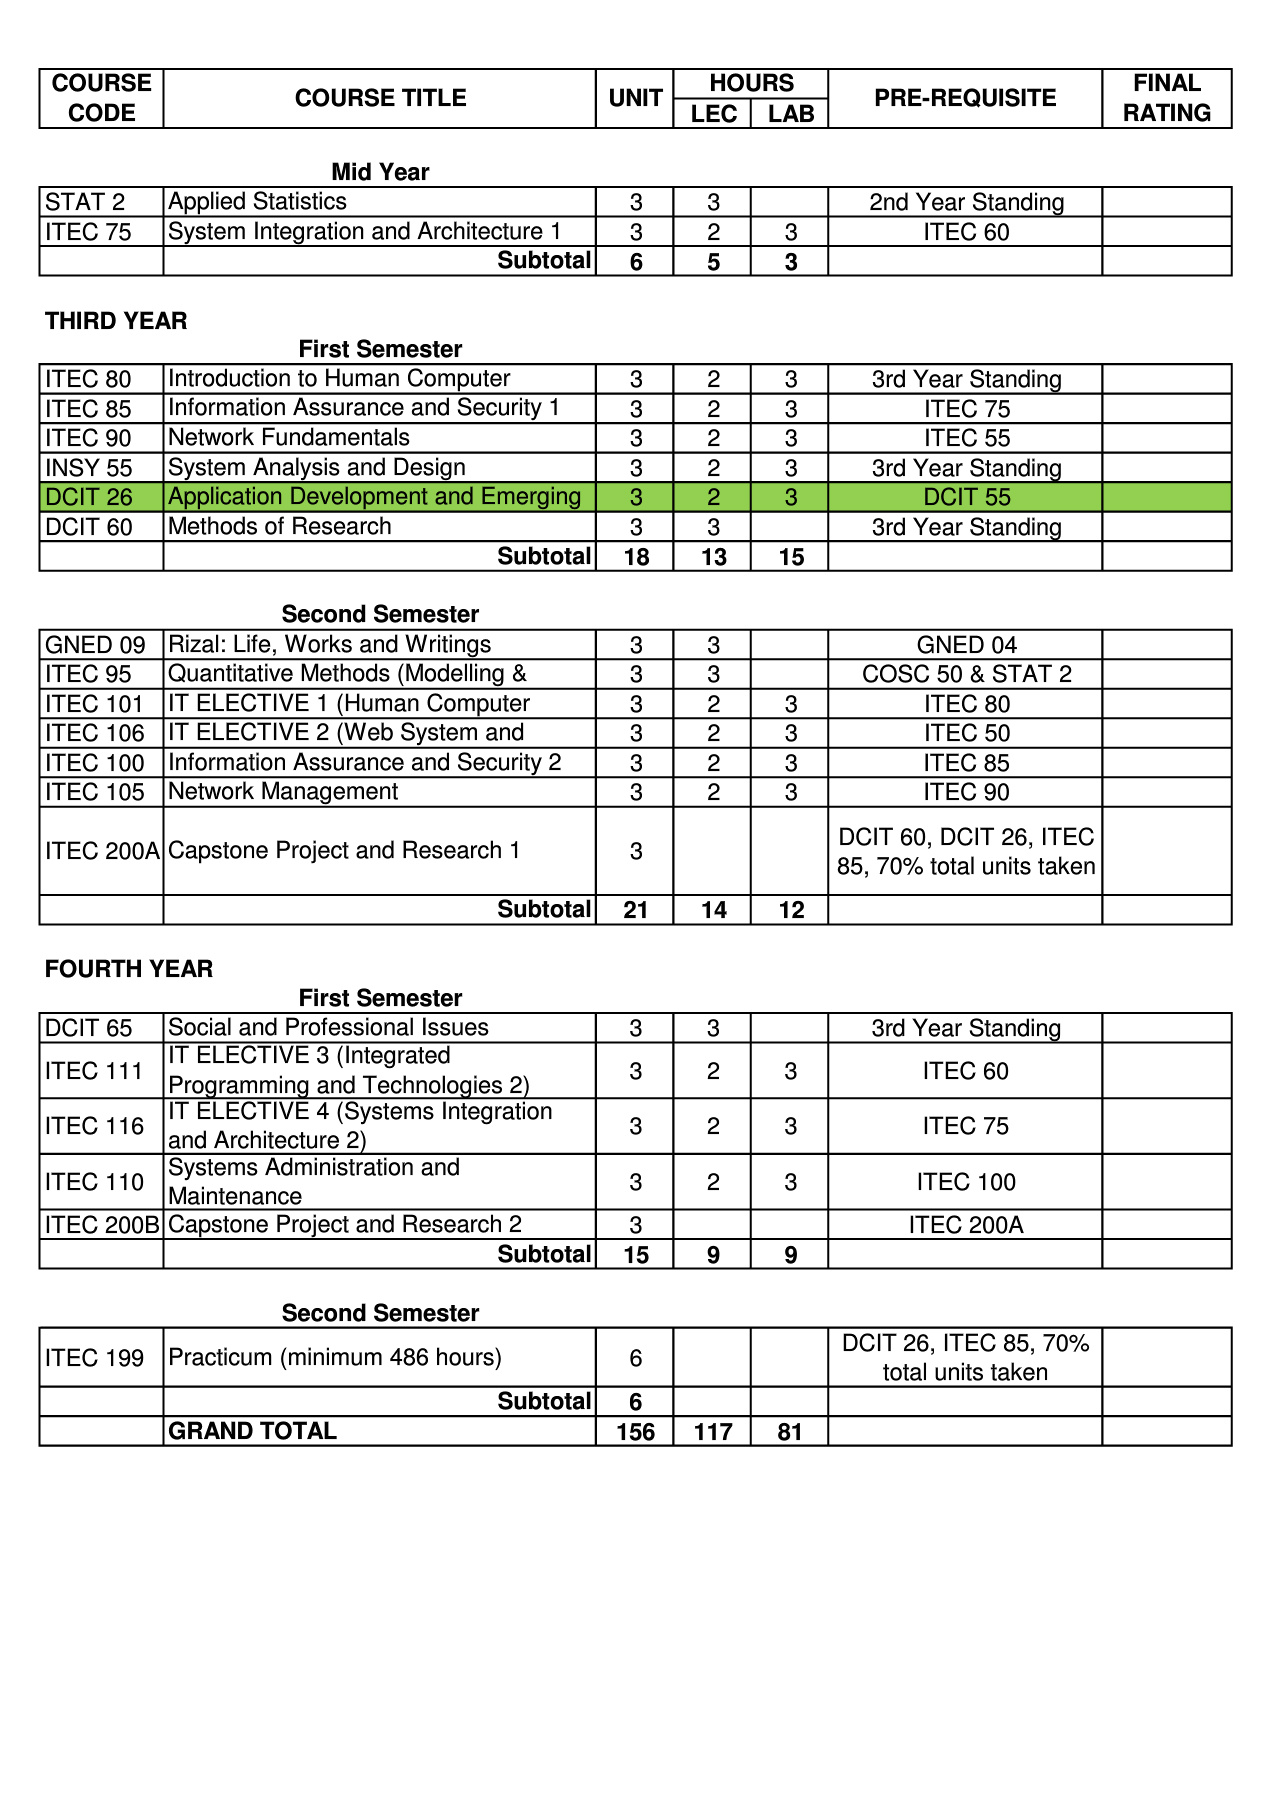 COURSE CODE COURSE TITLE UNIT HOURS LEC LAB PRE-REQUISITE FINAL RATING
Mid Year
STAT 2 Applied Statistics 3 3 2nd Year Standing
ITEC 75 System Integration and Architecture 1 3 2 3 ITEC 60
Subtotal 6 5 3
THIRD YEAR
First Semester
ITEC 80 Introduction to Human Computer 3 2 3 3rd Year Standing
ITEC 85 Information Assurance and Security 1 3 2 3 ITEC 75
ITEC 90 Network Fundamentals 3 2 3 ITEC 55
INSY 55 System Analysis and Design 3 2 3 3rd Year Standing
DCIT 26 Application Development and Emerging 3 2 3 DCIT 55
DCIT 60 Methods of Research 3 3 3rd Year Standing
Subtotal 18 13 15
Second Semester
GNED 09 Rizal: Life, Works and Writings 3 3 GNED 04
ITEC 95 Quantitative Methods (Modelling & 3 3 COSC 50 & STAT 2
ITEC 101 IT ELECTIVE 1 (Human Computer 3 2 3 ITEC 80
ITEC 106 IT ELECTIVE 2 (Web System and 3 2 3 ITEC 50
ITEC 100 Information Assurance and Security 2 3 2 3 ITEC 85
ITEC 105 Network Management 3 2 3 ITEC 90
ITEC 200A Capstone Project and Research 1 3 DCIT 60, DCIT 26, ITEC
85, 70% total units taken
Subtotal 21 14 12
FOURTH YEAR
First Semester
DCIT 65 Social and Professional Issues 3 3 3rd Year Standing
ITEC 111 IT ELECTIVE 3 (Integrated
Programming and Technologies 2) 3 2 3 ITEC 60
ITEC 116 IT ELECTIVE 4 (Systems Integration
and Architecture 2) 3 2 3 ITEC 75
ITEC 110 Systems Administration and
Maintenance 3 2 3 ITEC 100
ITEC 200B Capstone Project and Research 2 3 ITEC 200A
Subtotal 15 9 9
Second Semester
ITEC 199 Practicum (minimum 486 hours) 6 DCIT 26, ITEC 85, 70%
total units taken
Subtotal 6
GRAND TOTAL 156 117 81